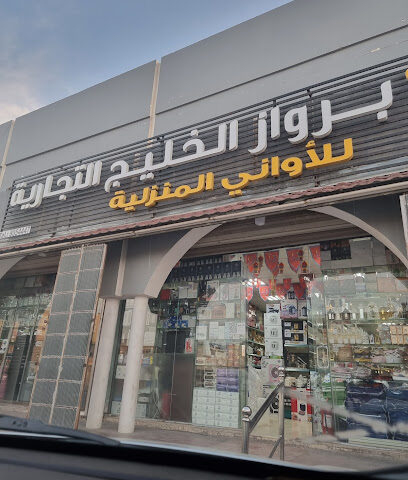 برواز الخليج التجارية
للأواني المنزلية